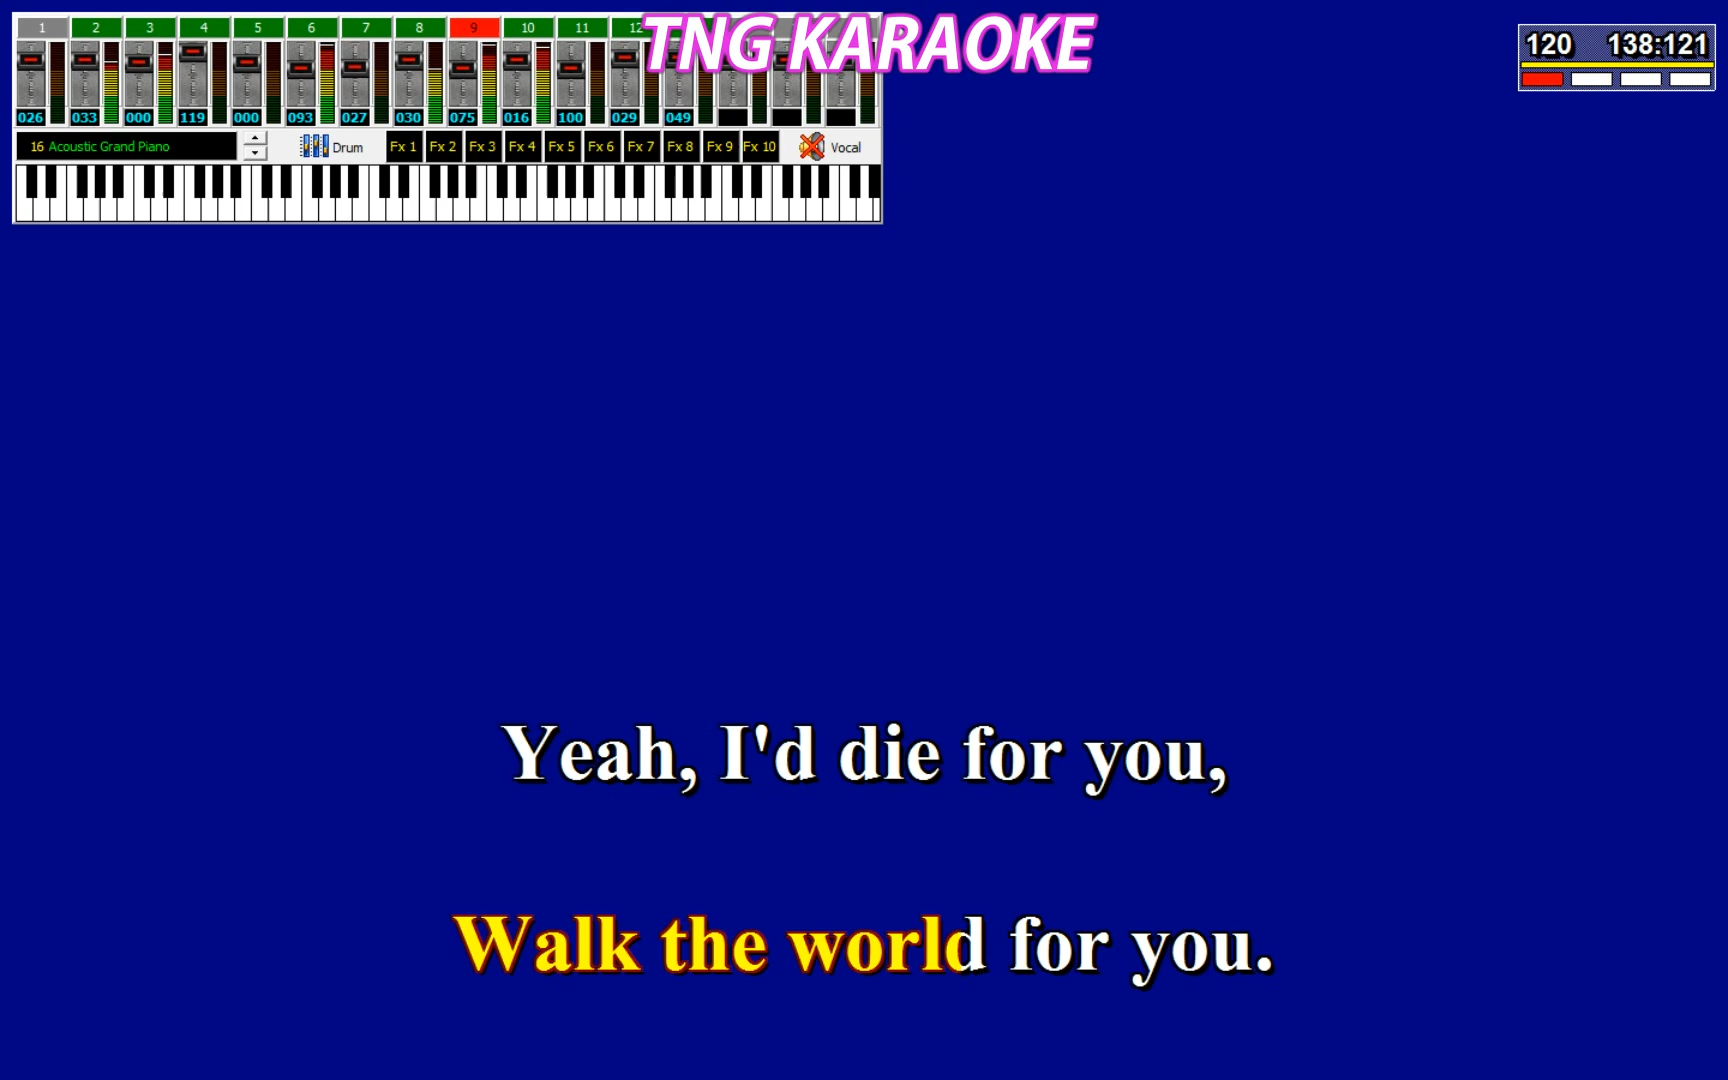 1 2 3 4 5 6 7 8 9 10 11 12
TNG KARAOKE
120 138:121
026 033 000 119 000 093 027 030 075 016 100 029 049
16 Acoustic Grand Piano Drum Fx 1 Fx 2 Fx 3 Fx 4 Fx 5 Fx 6 Fx 7 Fx 8 Fx 9 Fx 10 Vocal
Yeah, I'd die for you,
Walk the world for you.